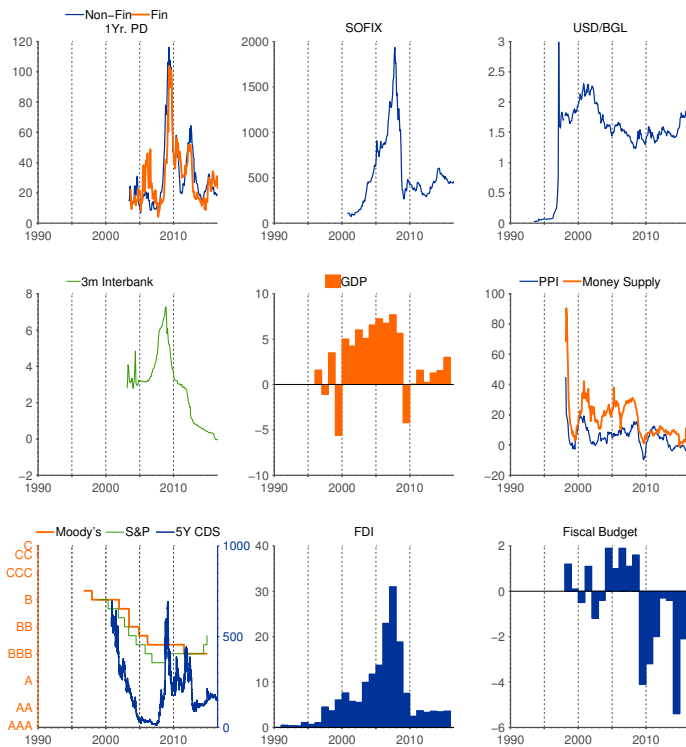 Non−Fin Fin
1Yr. PD
120
100
80
60
40
20
0
1990 2000 2010
SOFIX
2000
1500
1000
500
0
1990 2000 2010
USD/BGL
3
2.5
2
1.5
1
0.5
0
1990 2000 2010
3m Interbank
8
6
4
2
0
−2
1990 2000 2010
GDP
10
5
0
−5
−10
1990 2000 2010
PPI Money Supply
100
80
60
40
20
0
−20
1990 2000 2010
Moody's S&P 5Y CDS
C
CC
CCC
B
BB
BBB
A
AA
AAA
1000
500
0
1990 2000 2010
FDI
40
30
20
10
0
1990 2000 2010
Fiscal Budget
2
0
−2
−4
−6
1990 2000 2010